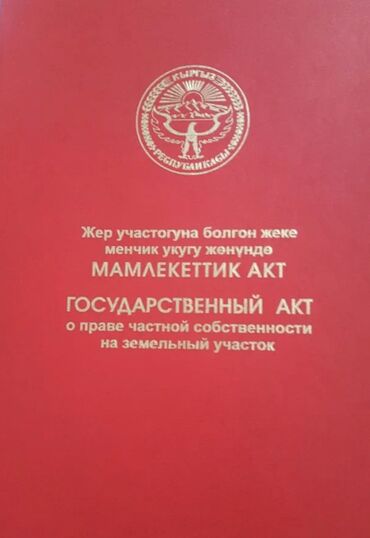 КЫРГЫЗ
РЕСПУБЛИКАСЫ
Жер участогуна болгон жеке
менчик укугу жөнүндө
МАМЛЕКЕТТИК АКТ
ГОСУДАРСТВЕННЫЙ АКТ
о праве частной собственности
на земельный участок